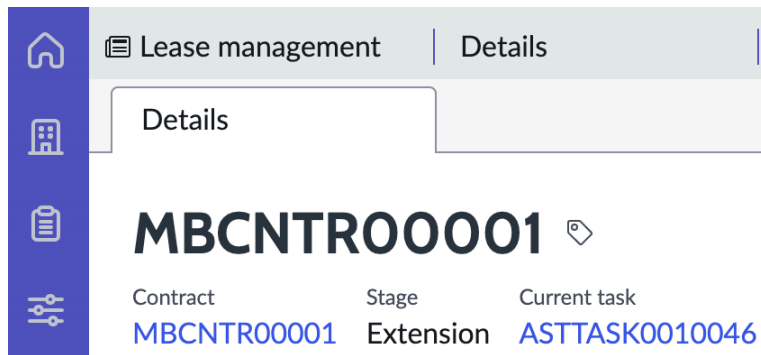 Lease management Details
Details
MBCNTR00001
Contract Stage Current task
MBCNTR00001 Extension ASTTASK0010046